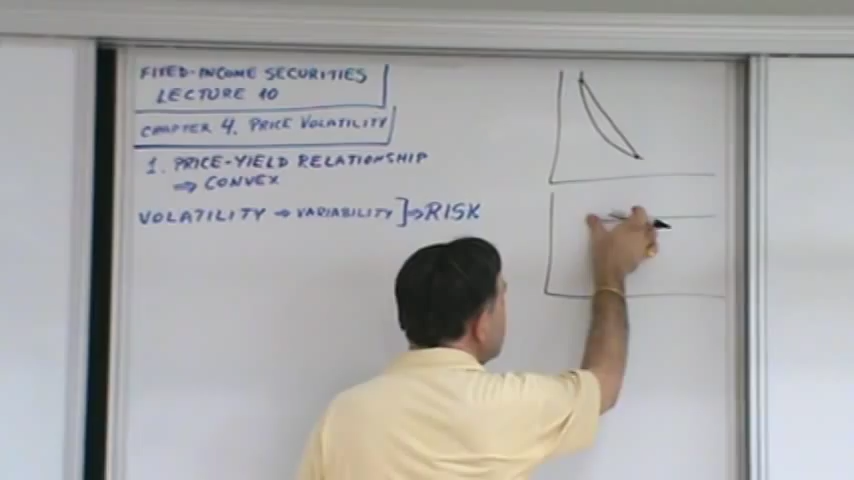 FIXED-INCOME SECURITIES
LECTURE 10
CHAPTER 4. PRICE VOLATILITY
1. PRICE-YIELD RELATIONSHIP
⇒ CONVEX
VOLATILITY → VARIABILITY] ⇒ RISK